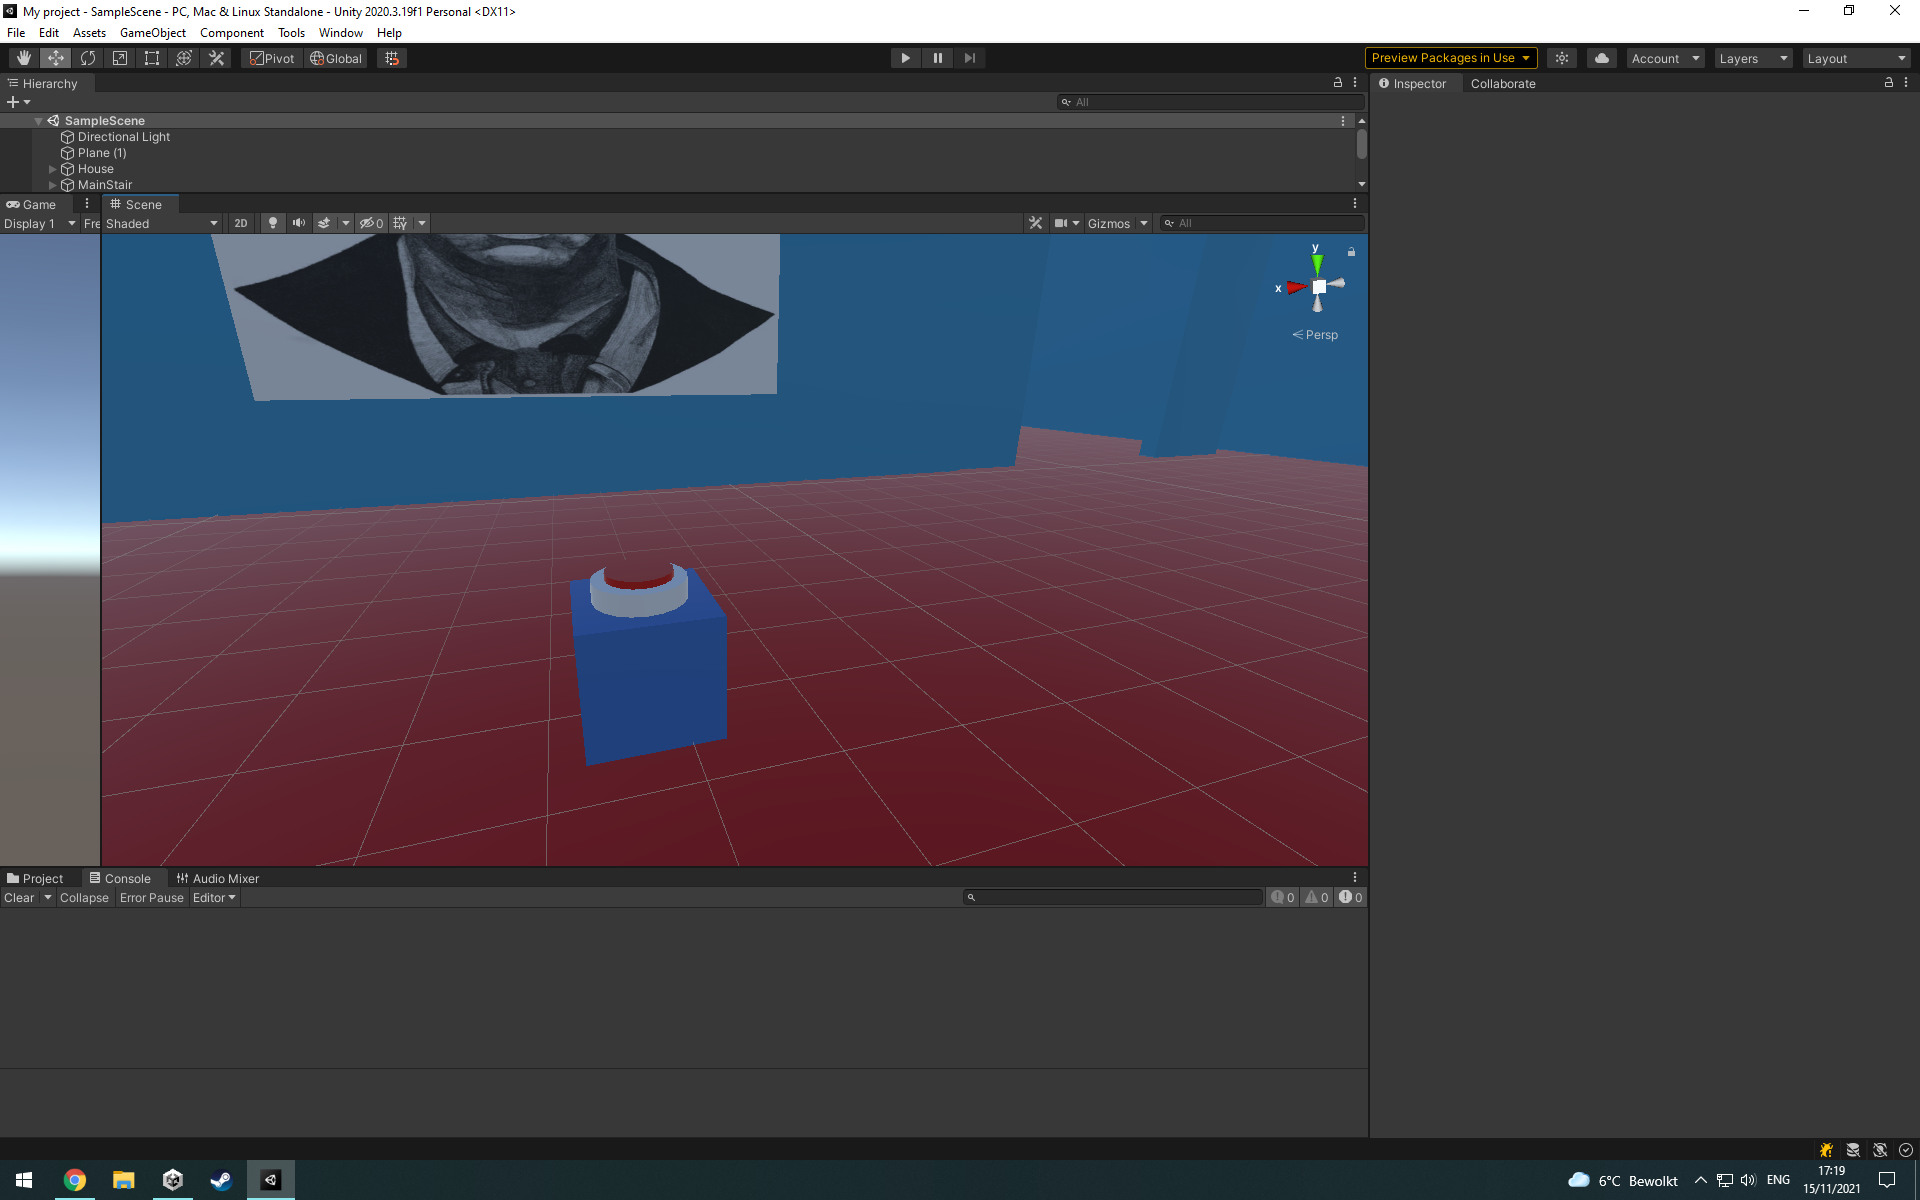 My project - SampleScene - PC, Mac & Linux Standalone - Unity 2020.3.19f1 Personal <DX11>
File Edit Assets GameObject Component Tools Window Help
Pivot Global Preview Packages in Use Account Layers Layout
Hierarchy Inspector Collaborate
All
SampleScene
Directional Light
Plane (1)
House
MainStair
Game Scene
Display 1 Fre Shaded 2D 0 Gizmos All
y
x
Persp
Project Console Audio Mixer
Clear Collapse Error Pause Editor 0 0 0
6°C Bewolkt ENG 17:19
15/11/2021